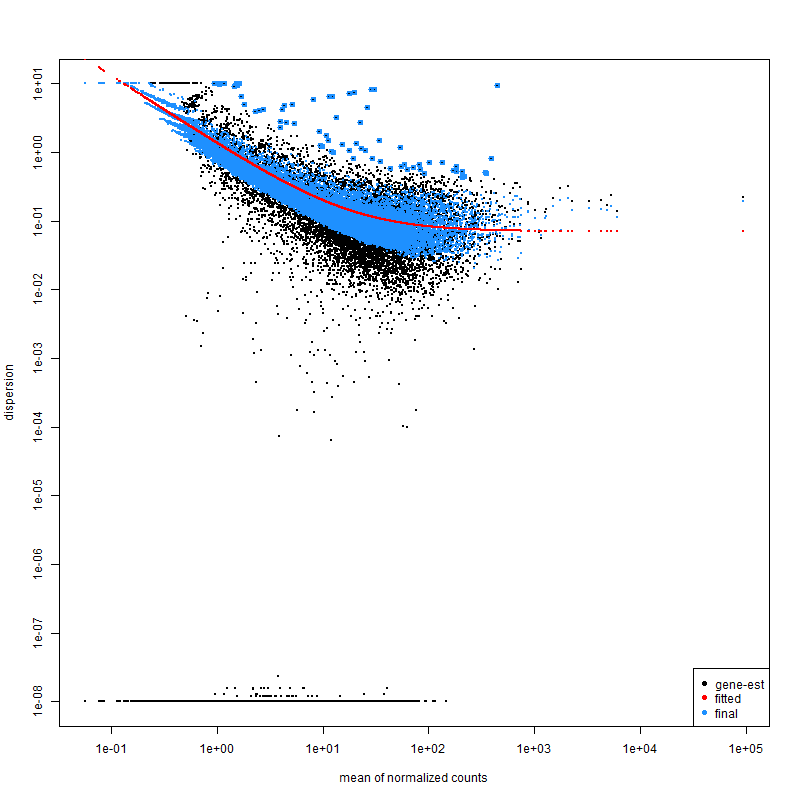 1e+01
1e+00
1e-01
1e-02
1e-03
1e-04
1e-05
1e-06
1e-07
1e-08
dispersion
gene-est
fitted
final
1e-01 1e+00 1e+01 1e+02 1e+03 1e+04 1e+05
mean of normalized counts